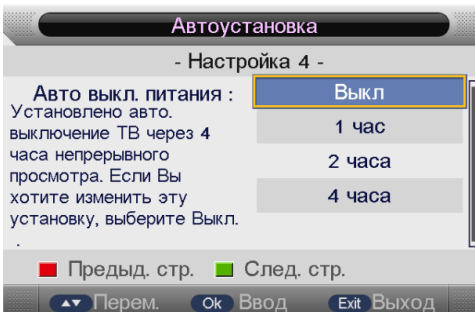 Автоустановка
- Настройка 4 -
Авто выкл. питания :
Установлено авто.
выключение ТВ через 4
часа непрерывного
просмотра. Если Вы
хотите изменить эту
установку, выберите Выкл.
.
Выкл
1 час
2 часа
4 часа
Предыд. стр. След. стр.
Перем. Ok Ввод Exit Выход